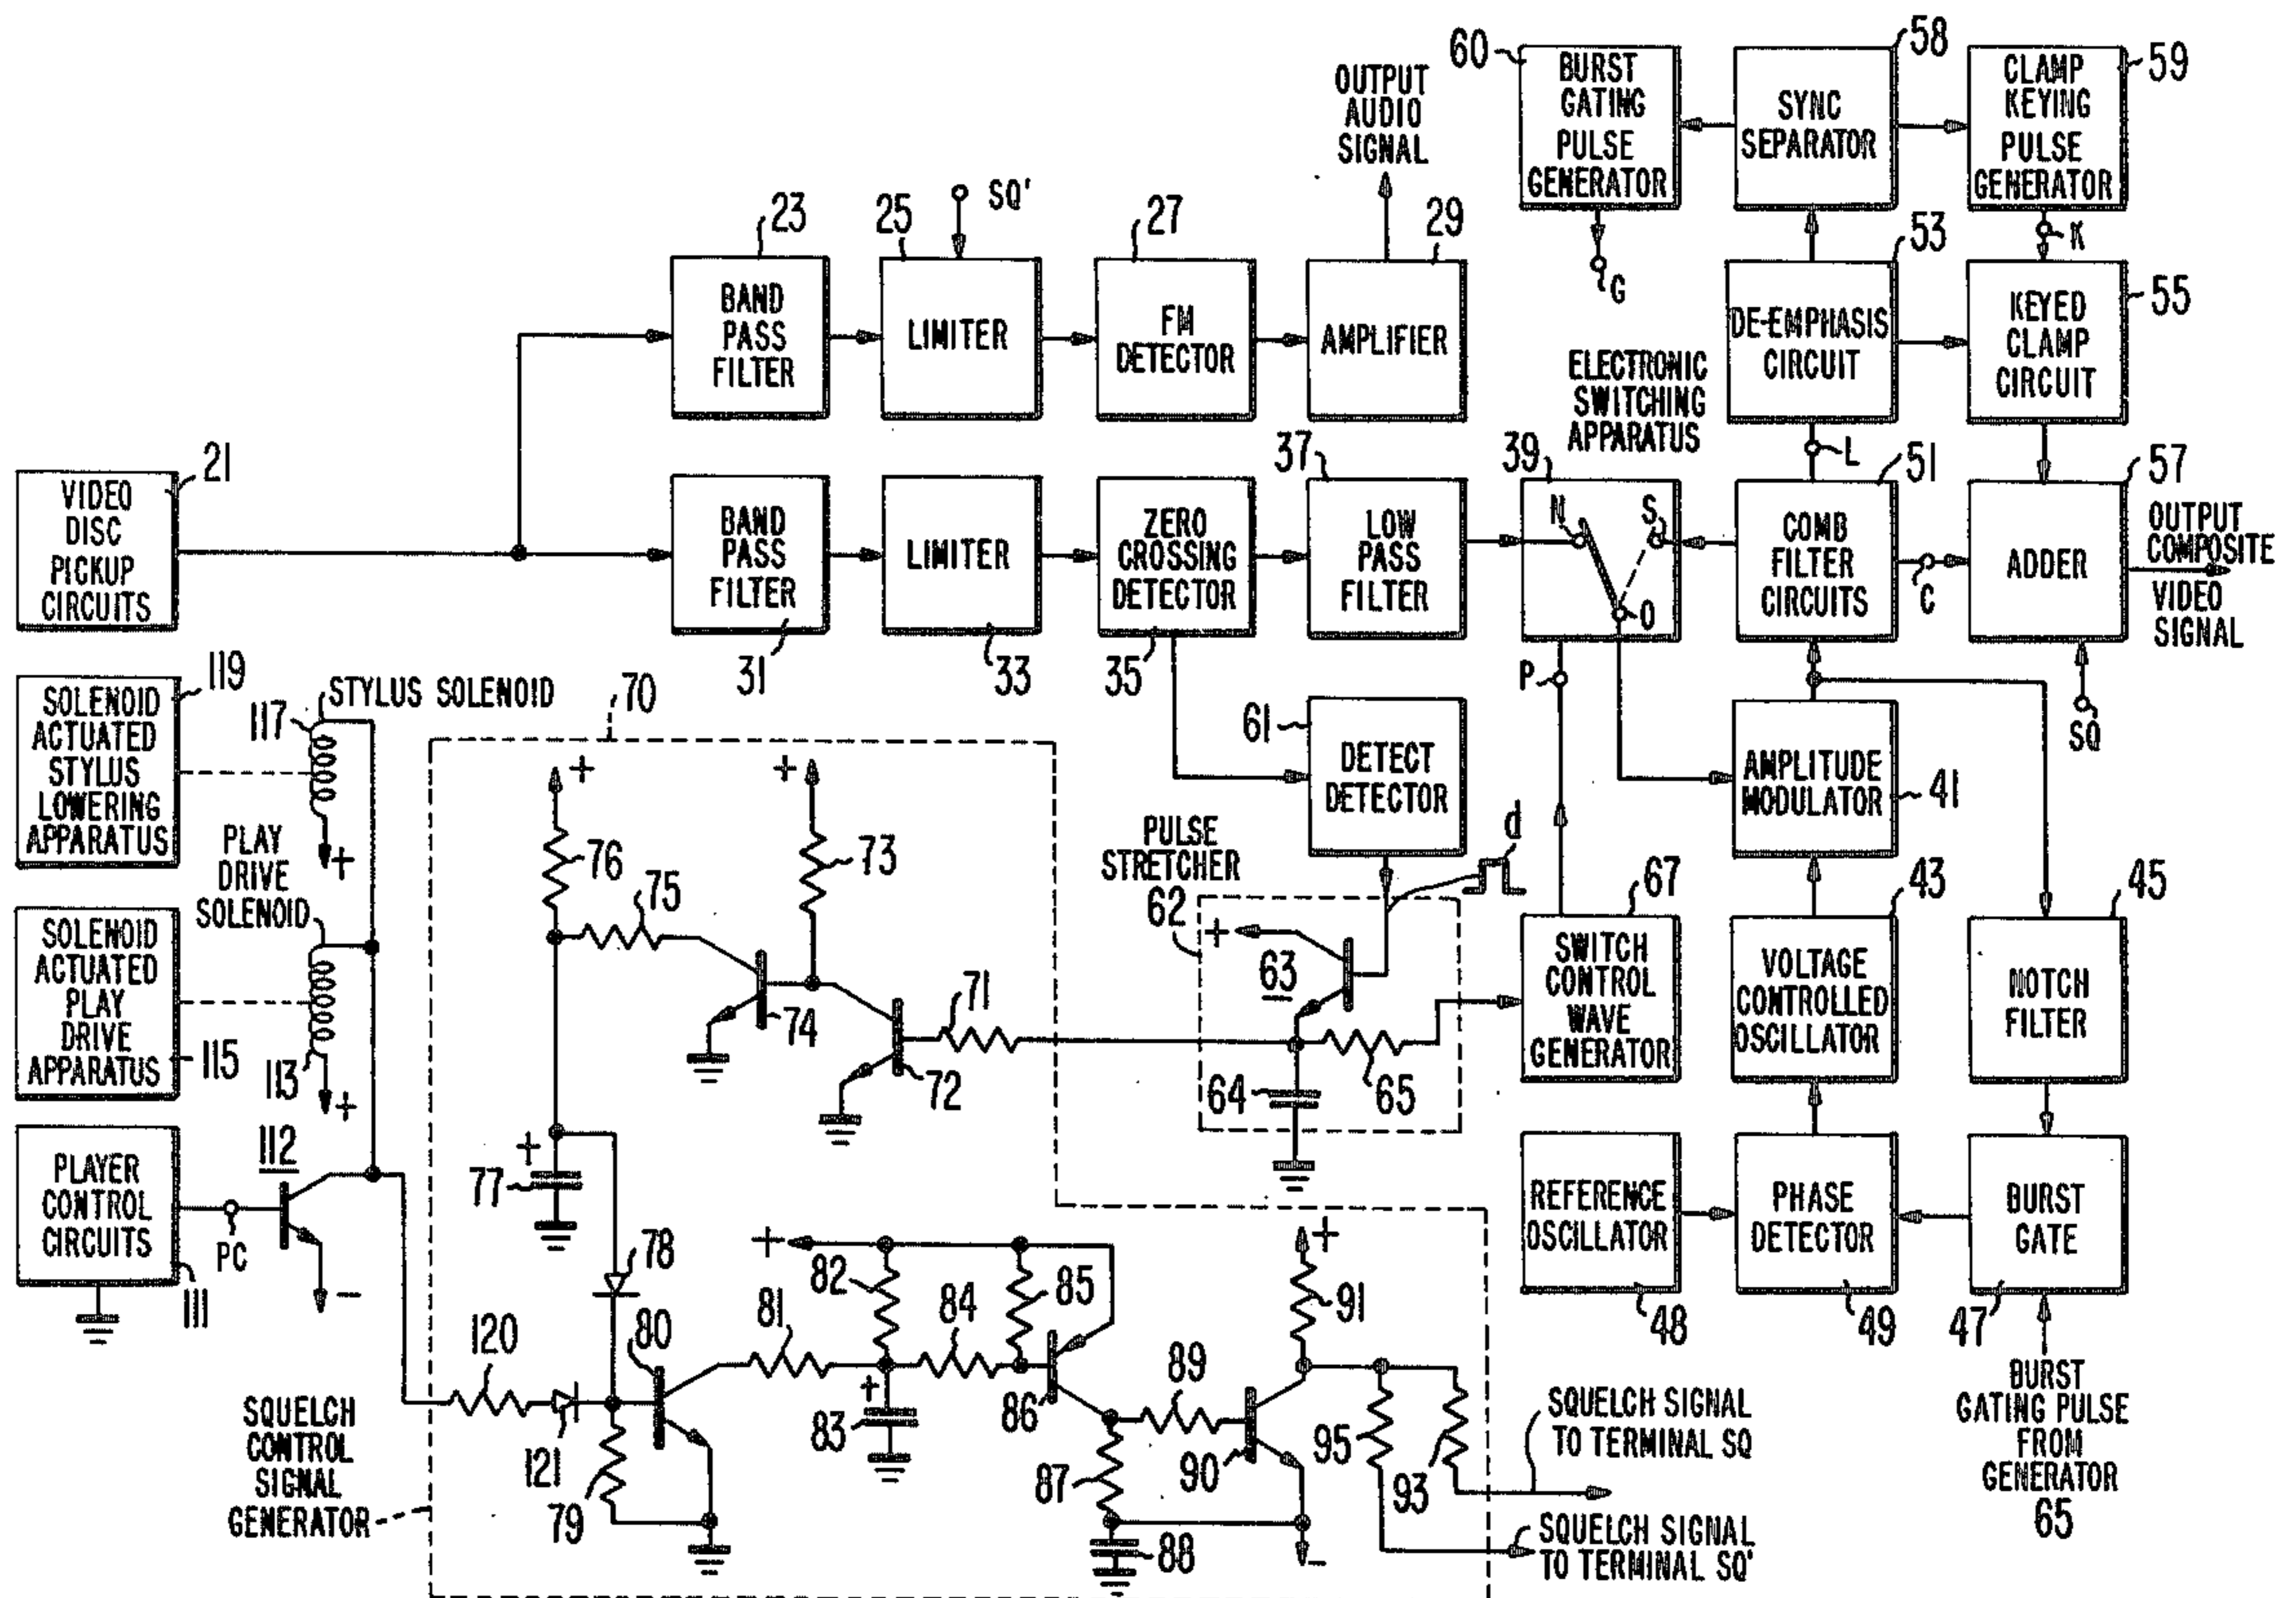 60
BURST
GATING
PULSE
GENERATOR
58
SYNC
SEPARATOR
59
CLAMP
KEYING
PULSE
GENERATOR
K
G
OUTPUT
AUDIO
SIGNAL
SQ'
23
BAND
PASS
FILTER
25
LIMITER
27
FM
DETECTOR
29
AMPLIFIER
53
DE-EMPHASIS
CIRCUIT
55
KEYED
CLAMP
CIRCUIT
L
ELECTRONIC
SWITCHING
APPARATUS
21
VIDEO
DISC
PICKUP
CIRCUITS
BAND
PASS
FILTER
31
LIMITER
33
ZERO
CROSSING
DETECTOR
35
37
LOW
PASS
FILTER
39
N
S
O
P
51
COMB
FILTER
CIRCUITS
C
57
ADDER
OUTPUT
COMPOSITE
VIDEO
SIGNAL
SQ
119
SOLENOID
ACTUATED
STYLUS
LOWERING
APPARATUS
STYLUS SOLENOID
117
+
PLAY
DRIVE
SOLENOID
SOLENOID
ACTUATED
PLAY
DRIVE
APPARATUS
115
113
+
PLAYER
CONTROL
CIRCUITS
111
PC
112
-
70
+
76
75
+
73
74
72
71
+
77
78
61
DETECT
DETECTOR
d
PULSE
STRETCHER
62
+
63
64
65
67
SWITCH
CONTROL
WAVE
GENERATOR
AMPLITUDE
MODULATOR
41
43
VOLTAGE
CONTROLLED
OSCILLATOR
45
NOTCH
FILTER
REFERENCE
OSCILLATOR
48
PHASE
DETECTOR
49
BURST
GATE
47
BURST
GATING PULSE
FROM
GENERATOR
65
120
121
79
80
81
+
82
+
83
84
85
86
87
88
89
90
-
+
91
95
93
SQUELCH
CONTROL
SIGNAL
GENERATOR
SQUELCH SIGNAL
TO TERMINAL SQ
SQUELCH SIGNAL
TO TERMINAL SQ'